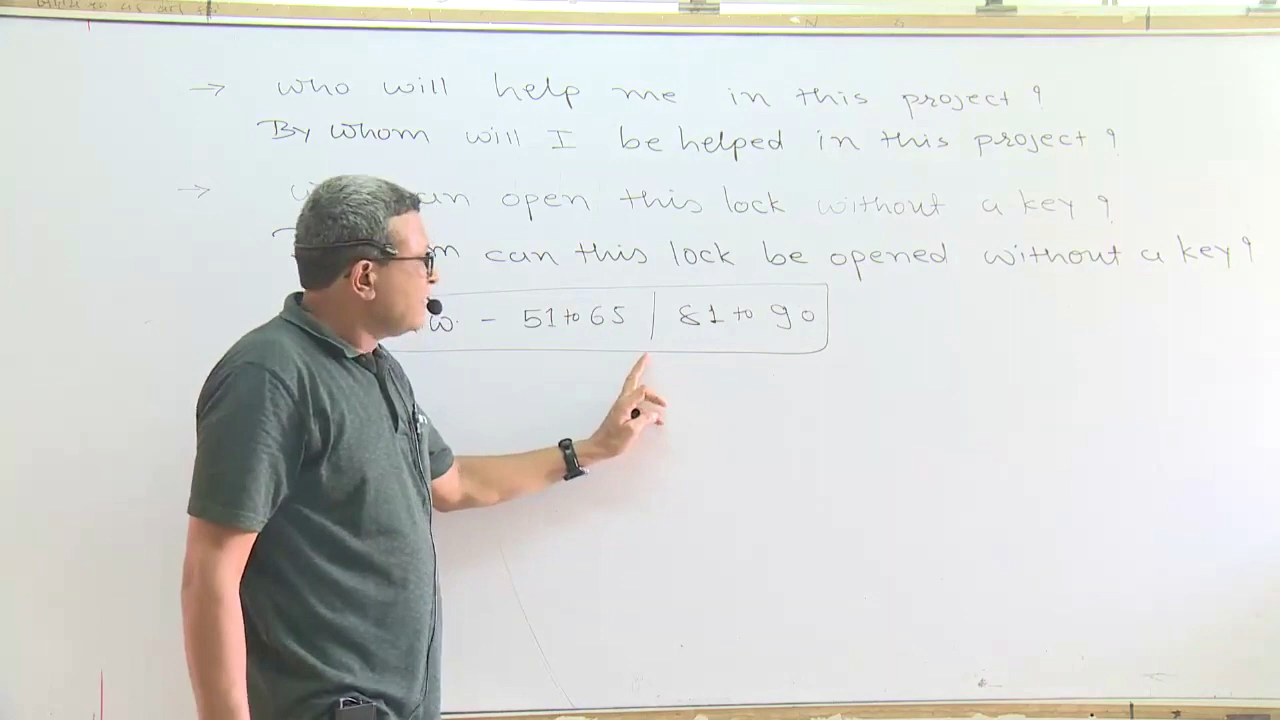 → who will help me in this project ?
By whom will I be helped in this project ?
→ can open this lock without a key ?
can this lock be opened without a key ?
w. - 51 to 65 | 81 to 90